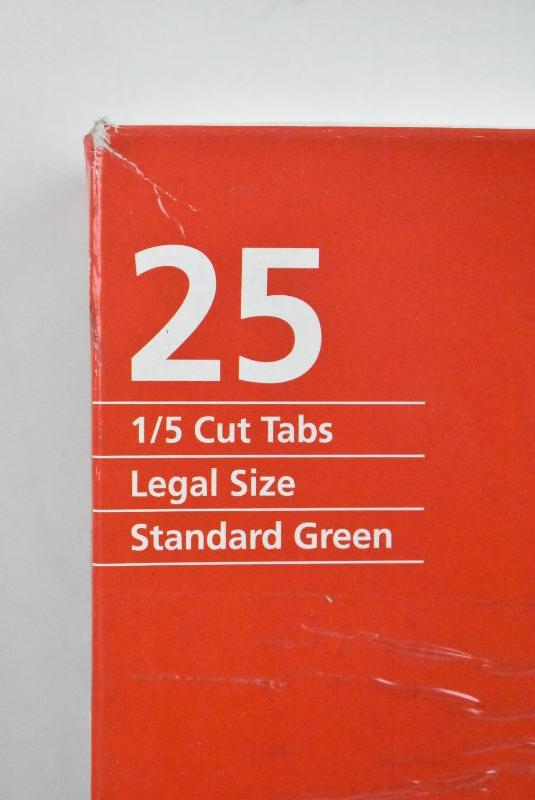 25
1/5 Cut Tabs
Legal Size
Standard Green